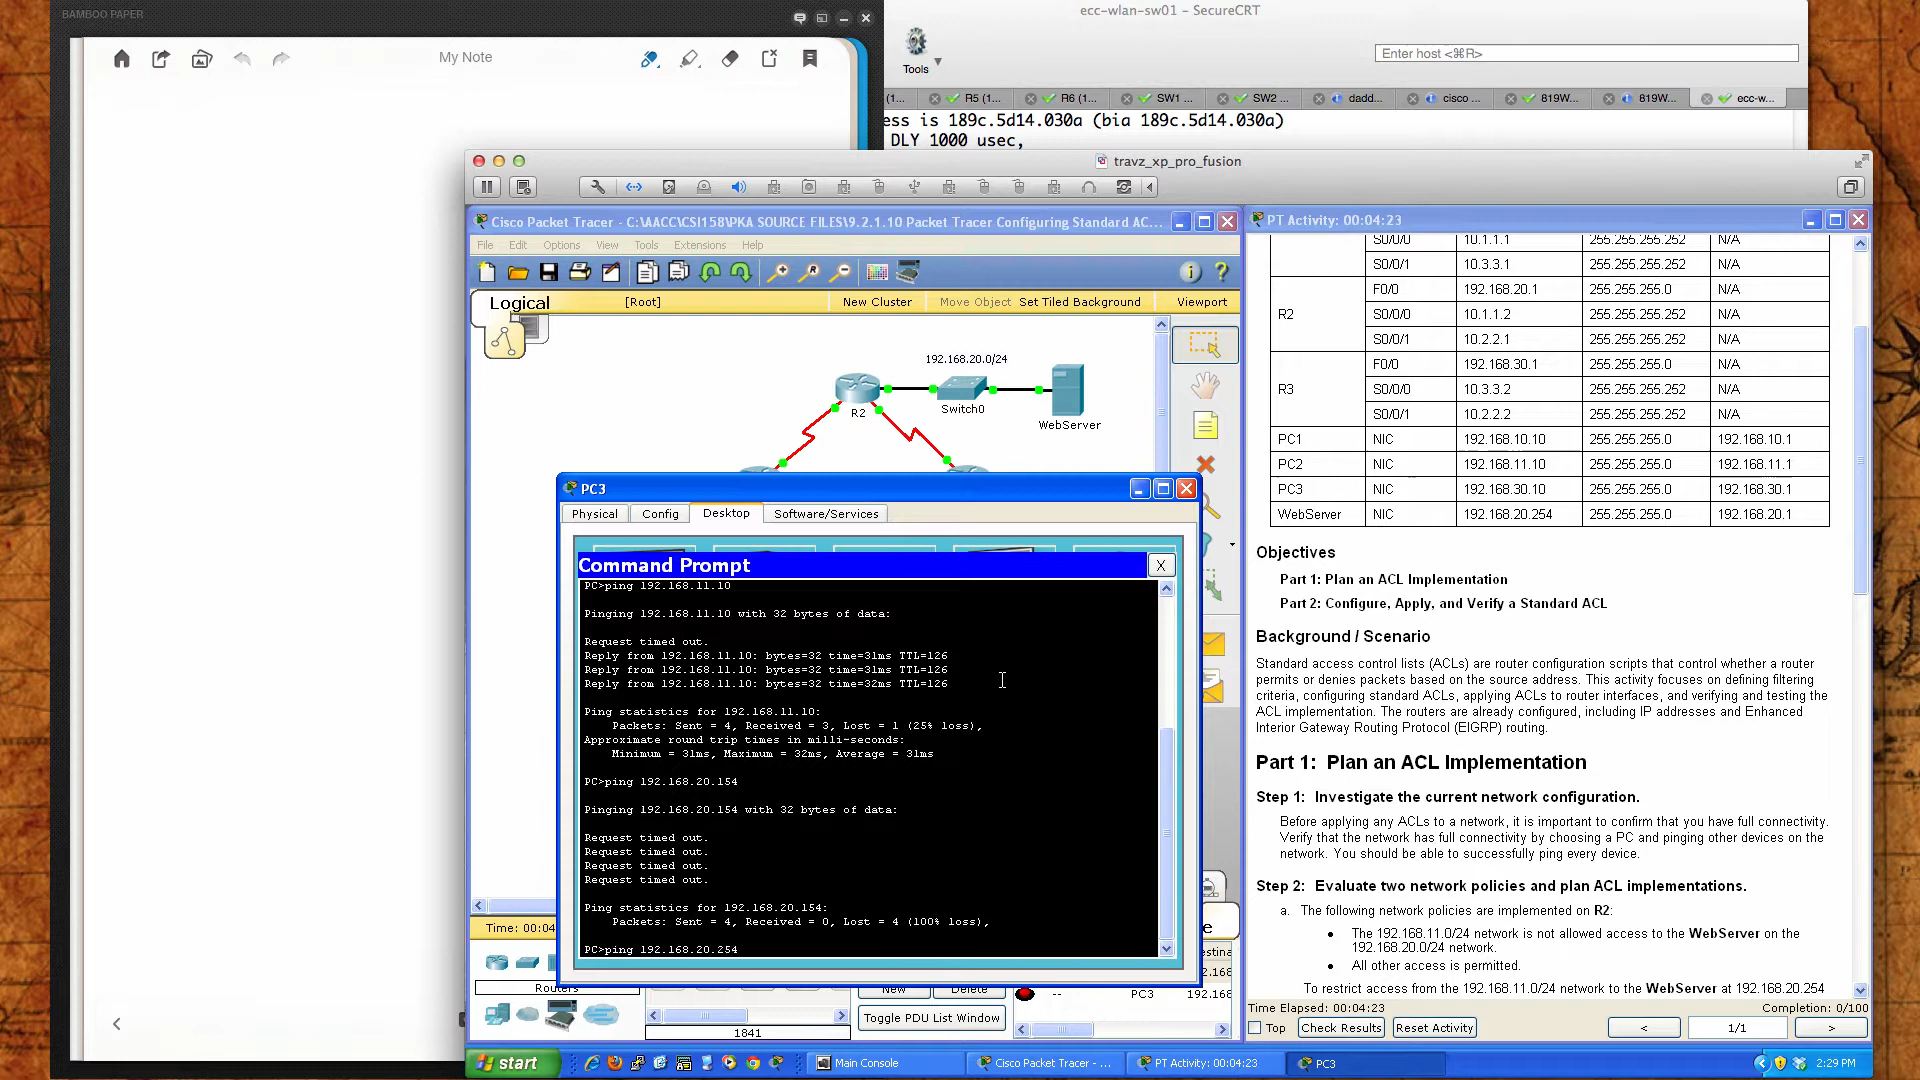 BAMBOO PAPER
My Note
ecc-wlan-sw01 – SecureCRT
Tools
Enter host <⌘R>
(1...
R5 (1...
R6 (1...
SW1 ...
SW2 ...
dadd...
cisco ...
819W...
819W...
ecc-w...
ess is 189c.5d14.030a (bia 189c.5d14.030a)
DLY 1000 usec,
travz_xp_pro_fusion
Cisco Packet Tracer - C:\AACC\CSI158\PKA SOURCE FILES\9.2.1.10 Packet Tracer Configuring Standard AC...
File Edit Options View Tools Extensions Help
Logical
[Root]
New Cluster
Move Object
Set Tiled Background
Viewport
192.168.20.0/24
R2
Switch0
WebServer
PC3
Physical
Config
Desktop
Software/Services
Command Prompt
X
PC>ping 192.168.11.10
Pinging 192.168.11.10 with 32 bytes of data:
Request timed out.
Reply from 192.168.11.10: bytes=32 time=31ms TTL=126
Reply from 192.168.11.10: bytes=32 time=31ms TTL=126
Reply from 192.168.11.10: bytes=32 time=32ms TTL=126
Ping statistics for 192.168.11.10:
Packets: Sent = 4, Received = 3, Lost = 1 (25% loss),
Approximate round trip times in milli-seconds:
Minimum = 31ms, Maximum = 32ms, Average = 31ms
PC>ping 192.168.20.154
Pinging 192.168.20.154 with 32 bytes of data:
Request timed out.
Request timed out.
Request timed out.
Request timed out.
Ping statistics for 192.168.20.154:
Packets: Sent = 4, Received = 0, Lost = 4 (100% loss),
PC>ping 192.168.20.254
Time: 00:04
Routers
New
Delete
Toggle PDU List Window
1841
--
PC3
192.168
PT Activity: 00:04:23
S0/0/0 10.1.1.1 255.255.255.252 N/A
S0/0/1 10.3.3.1 255.255.255.252 N/A
R2
F0/0 192.168.20.1 255.255.255.0 N/A
S0/0/0 10.1.1.2 255.255.255.252 N/A
S0/0/1 10.2.2.1 255.255.255.252 N/A
R3
F0/0 192.168.30.1 255.255.255.0 N/A
S0/0/0 10.3.3.2 255.255.255.252 N/A
S0/0/1 10.2.2.2 255.255.255.252 N/A
PC1 NIC 192.168.10.10 255.255.255.0 192.168.10.1
PC2 NIC 192.168.11.10 255.255.255.0 192.168.11.1
PC3 NIC 192.168.30.10 255.255.255.0 192.168.30.1
WebServer NIC 192.168.20.254 255.255.255.0 192.168.20.1
Objectives
Part 1: Plan an ACL Implementation
Part 2: Configure, Apply, and Verify a Standard ACL
Background / Scenario
Standard access control lists (ACLs) are router configuration scripts that control whether a router
permits or denies packets based on the source address. This activity focuses on defining filtering
criteria, configuring standard ACLs, applying ACLs to router interfaces, and verifying and testing the
ACL implementation. The routers are already configured, including IP addresses and Enhanced
Interior Gateway Routing Protocol (EIGRP) routing.
Part 1: Plan an ACL Implementation
Step 1: Investigate the current network configuration.
Before applying any ACLs to a network, it is important to confirm that you have full connectivity.
Verify that the network has full connectivity by choosing a PC and pinging other devices on the
network. You should be able to successfully ping every device.
Step 2: Evaluate two network policies and plan ACL implementations.
a. The following network policies are implemented on R2:
• The 192.168.11.0/24 network is not allowed access to the WebServer on the
192.168.20.0/24 network.
• All other access is permitted.
To restrict access from the 192.168.11.0/24 network to the WebServer at 192.168.20.254
Time Elapsed: 00:04:23
Completion: 0/100
Top
Check Results
Reset Activity
<
1/1
>
start
Main Console
Cisco Packet Tracer - ...
PT Activity: 00:04:23
PC3
2:29 PM